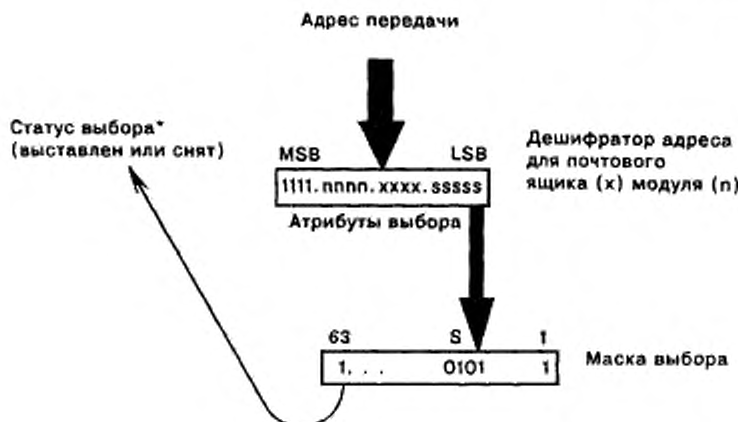 Адрес передачи
Статус выбора*
(выставлен или снят)
MSB LSB
Дешифратор адреса
для почтового
ящика (x) модуля (n)
1111.nnnn.xxxx.sssss
Атрибуты выбора
63 S 1
1. . . 0101 1
Маска выбора